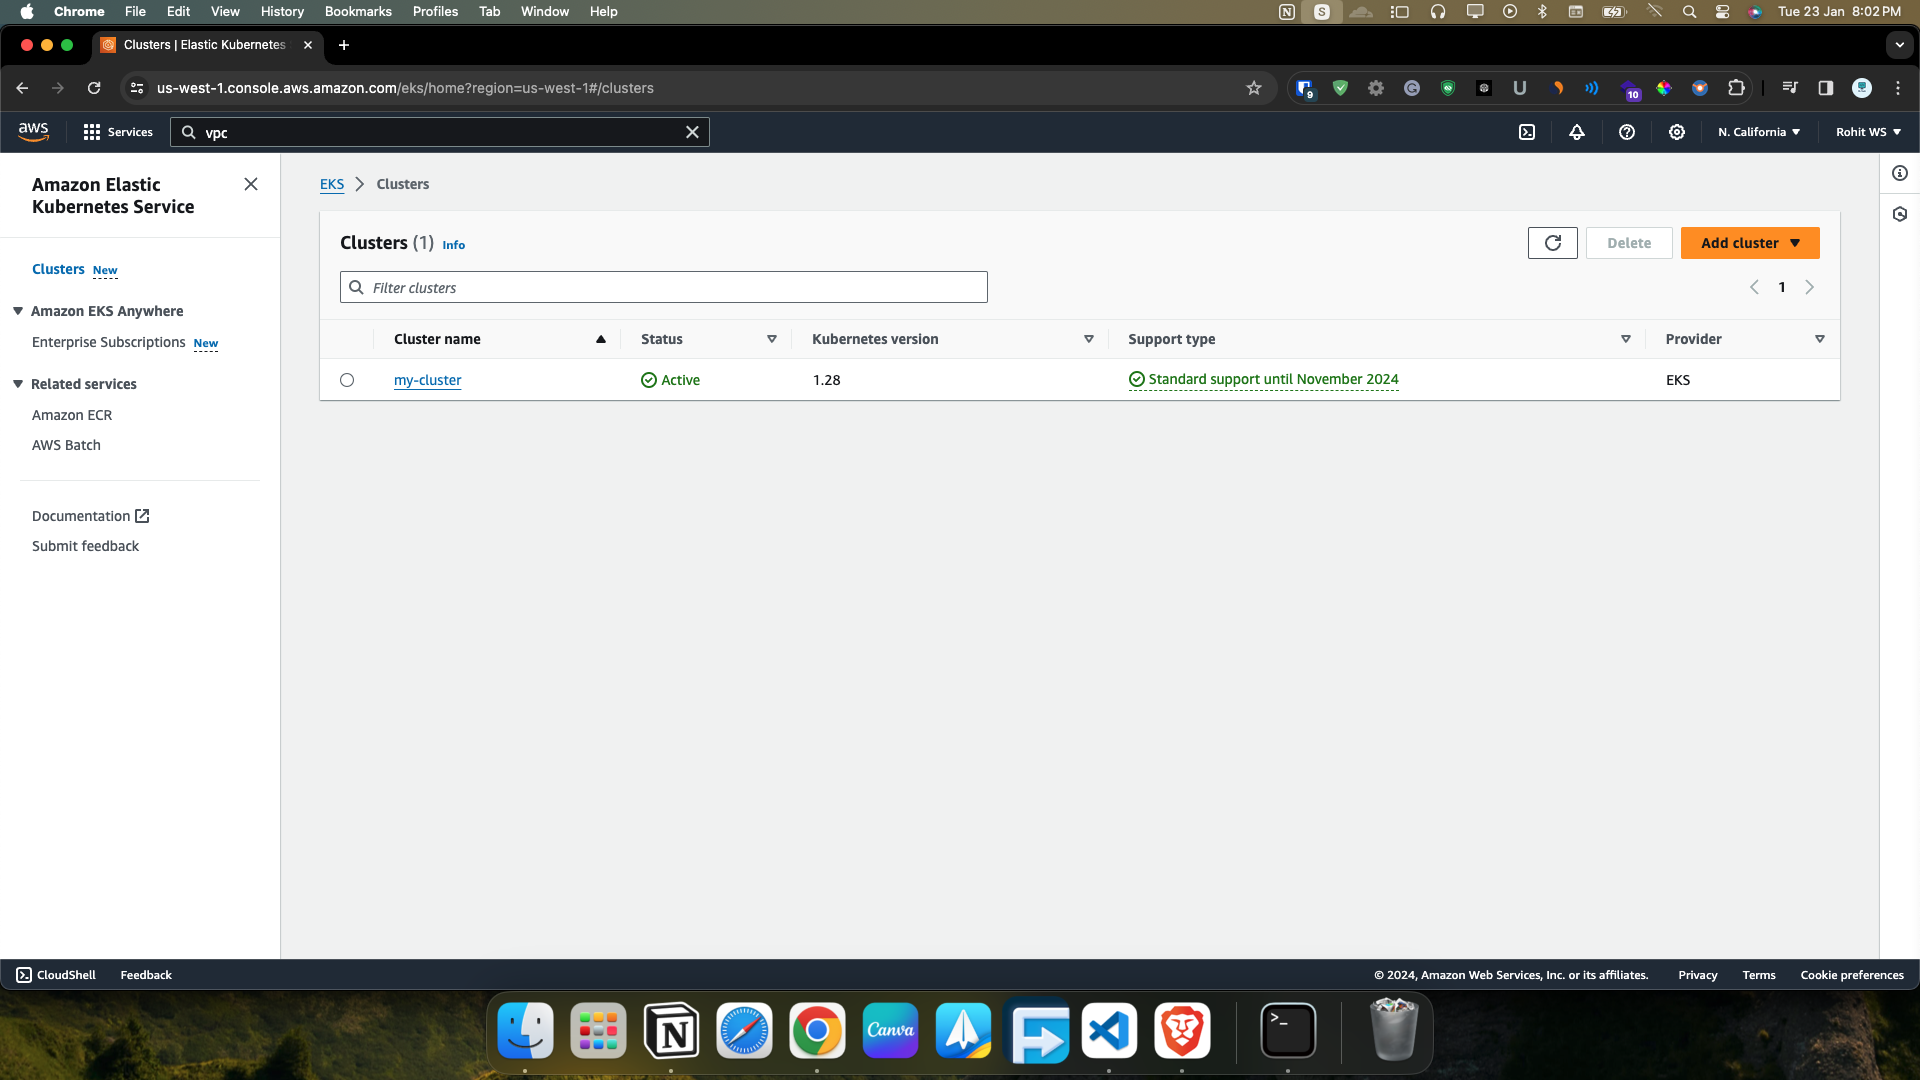 Chrome File Edit View History Bookmarks Profiles Tab Window Help Tue 23 Jan 8:02 PM
Clusters | Elastic Kubernetes
us-west-1.console.aws.amazon.com/eks/home?region=us-west-1#/clusters
9
10
aws Services vpc N. California Rohit WS
Amazon Elastic
Kubernetes Service
Clusters New
Amazon EKS Anywhere
Enterprise Subscriptions New
Related services
Amazon ECR
AWS Batch
Documentation
Submit feedback
EKS Clusters
Clusters (1) Info
Delete Add cluster
Filter clusters
1
Cluster name Status Kubernetes version Support type Provider
my-cluster Active 1.28 Standard support until November 2024 EKS
CloudShell Feedback © 2024, Amazon Web Services, Inc. or its affiliates. Privacy Terms Cookie preferences
Canva